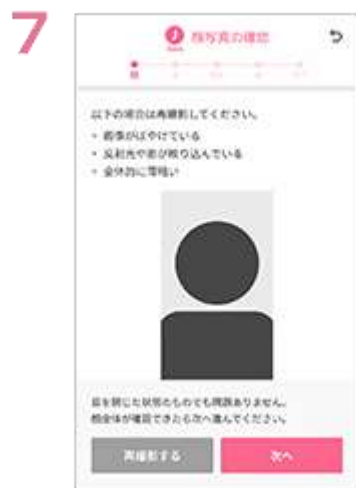 7
顔写真の確認
以下の場合は再撮影してください。
• 画像がぼやけている
• 反射光や影が映り込んでいる
• 全体的に薄暗い
目を閉じた状態のものでも問題ありません。
顔全体が確認できたら次へ進んでください。
再撮影する
次へ